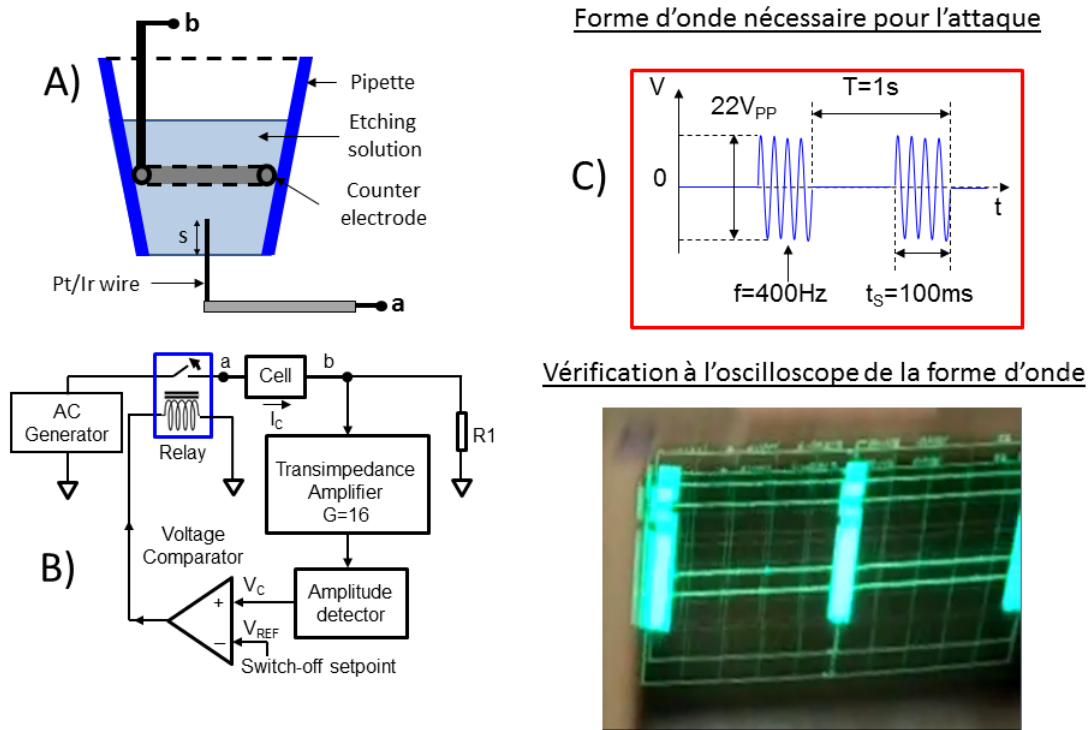 Forme d'onde nécessaire pour l'attaque
b
A)
Pipette
Etching
solution
Counter
electrode
s
Pt/Ir wire
a
V
T=1s
22V_PP
C)
0
t
f=400Hz
t_S=100ms
Vérification à l'oscilloscope de la forme d'onde
a
b
Cell
AC
Generator
I_C
R1
Relay
Transimpedance
Amplifier
G=16
Voltage
Comparator
B)
V_C
Amplitude
detector
+
V_REF
–
Switch-off setpoint